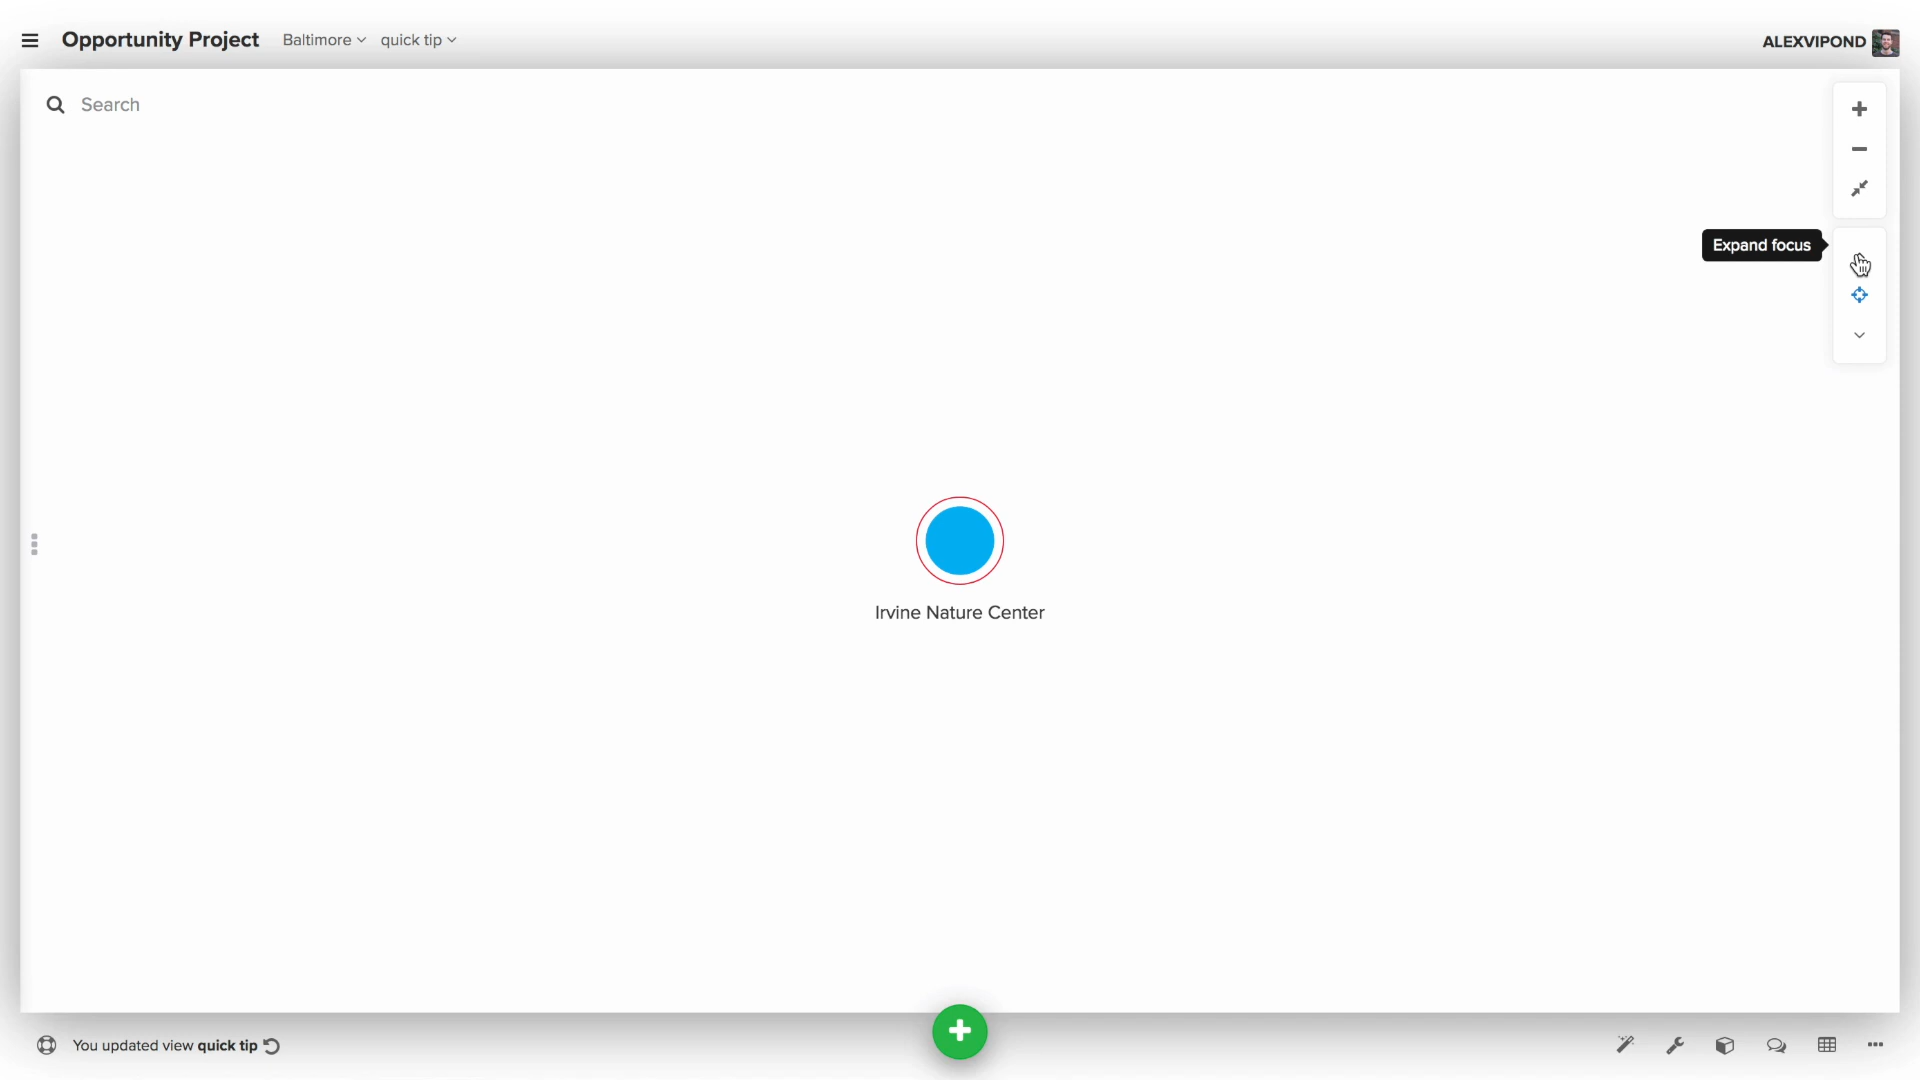 Opportunity Project
Baltimore
quick tip
ALEXVIPOND
Search
Expand focus
Irvine Nature Center
You updated view quick tip